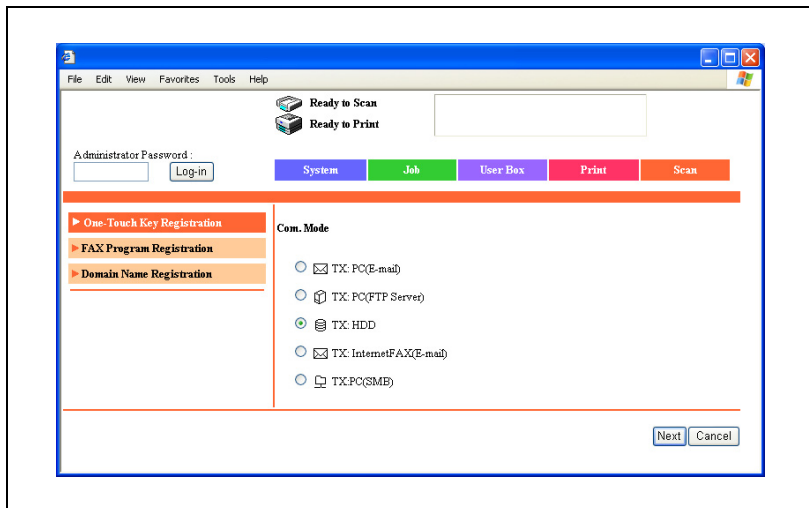 File Edit View Favorites Tools Help
Ready to Scan
Ready to Print
Administrator Password :
Log-in
System Job User Box Print Scan
One-Touch Key Registration
FAX Program Registration
Domain Name Registration
Com. Mode
TX: PC(E-mail)
TX: PC(FTP Server)
TX: HDD
TX: InternetFAX(E-mail)
TX:PC(SMB)
Next Cancel